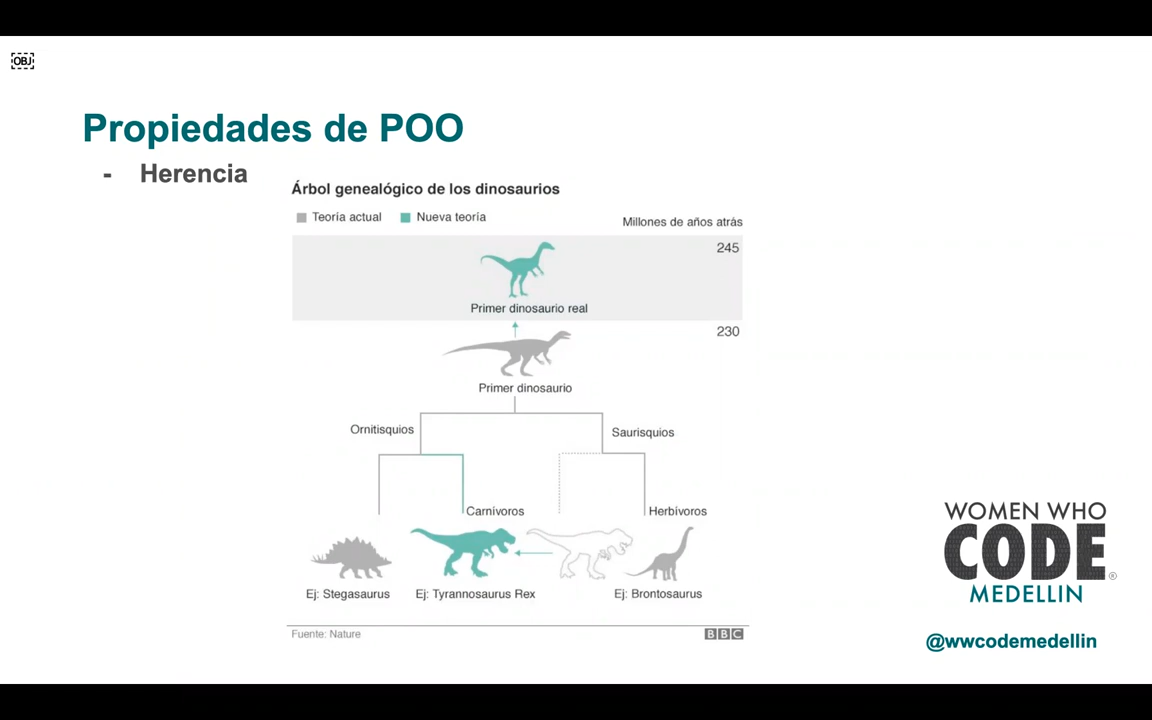 OBJ
Propiedades de POO
- Herencia
Árbol genealógico de los dinosaurios
Teoría actual Nueva teoría
Millones de años atrás
245
Primer dinosaurio real
230
Primer dinosaurio
Ornitisquios
Saurisquios
Carnívoros
Herbívoros
Ej: Stegasaurus Ej: Tyrannosaurus Rex Ej: Brontosaurus
Fuente: Nature
BBC
WOMEN WHO
CODE®
MEDELLIN
@wwcodemedellin